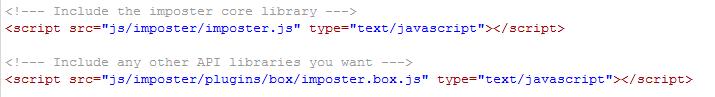 <!--- Include the imposter core library --->
<script src="js/imposter/imposter.js" type="text/javascript"></script>
<!--- Include any other API libraries you want --->
<script src="js/imposter/plugins/box/imposter.box.js" type="text/javascript"></script>